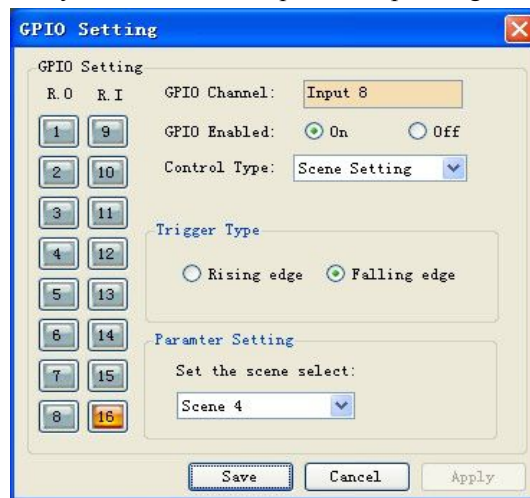 GPIO Setting
GPIO Setting
R.O R.I GPIO Channel: Input 8
1 9 GPIO Enabled: On Off
2 10 Control Type: Scene Setting
3 11
Trigger Type
4 12
Rising edge Falling edge
5 13
6 14 Paramter Setting
7 15 Set the scene select:
8 16 Scene 4
Save Cancel Apply